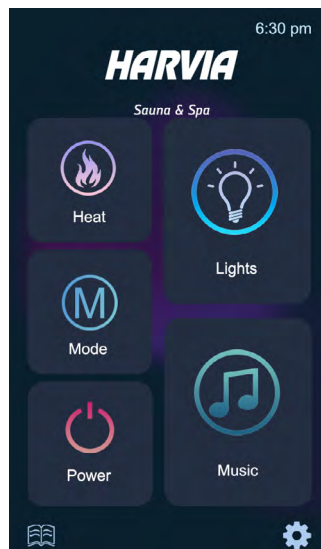 6:30 pm
HARVIA
Sauna & Spa
Heat
Lights
M
Mode
Power
Music